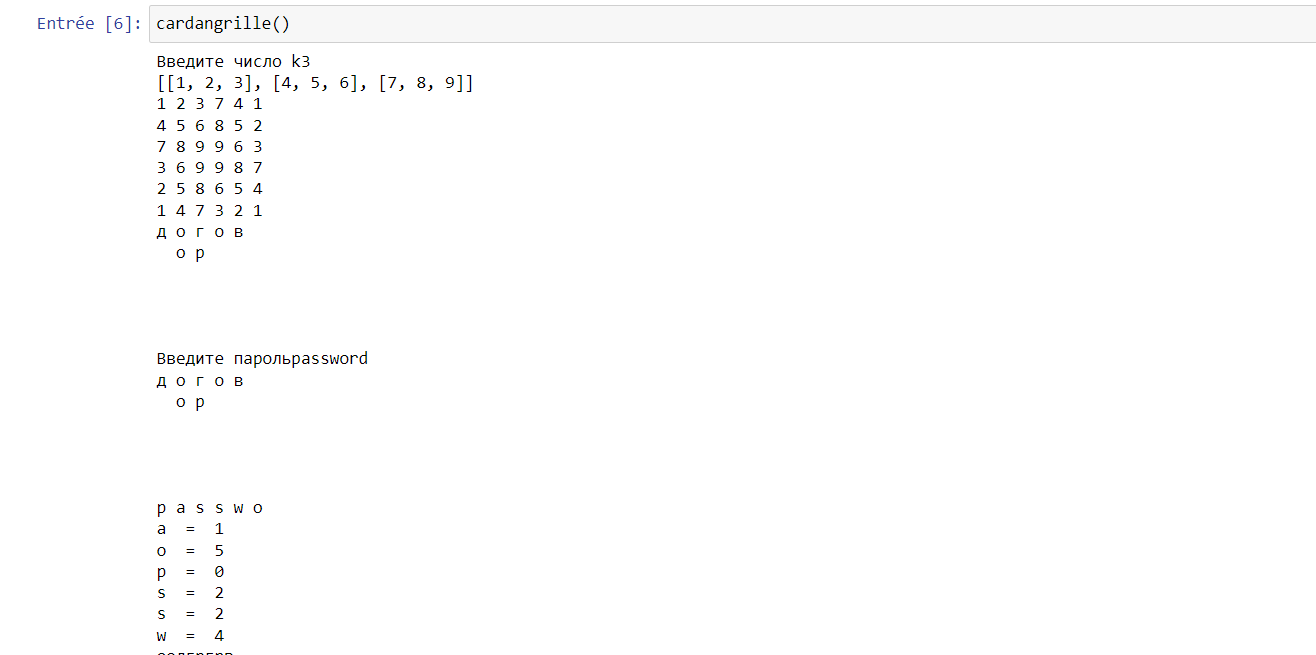 Entrée [6]: cardangrille()
Введите число k3
[[1, 2, 3], [4, 5, 6], [7, 8, 9]]
1 2 3 7 4 1
4 5 6 8 5 2
7 8 9 9 6 3
3 6 9 9 8 7
2 5 8 6 5 4
1 4 7 3 2 1
д о г о в
о р
Введите парольpassword
д о г о в
о р
p a s s w o
a = 1
o = 5
p = 0
s = 2
s = 2
w = 4